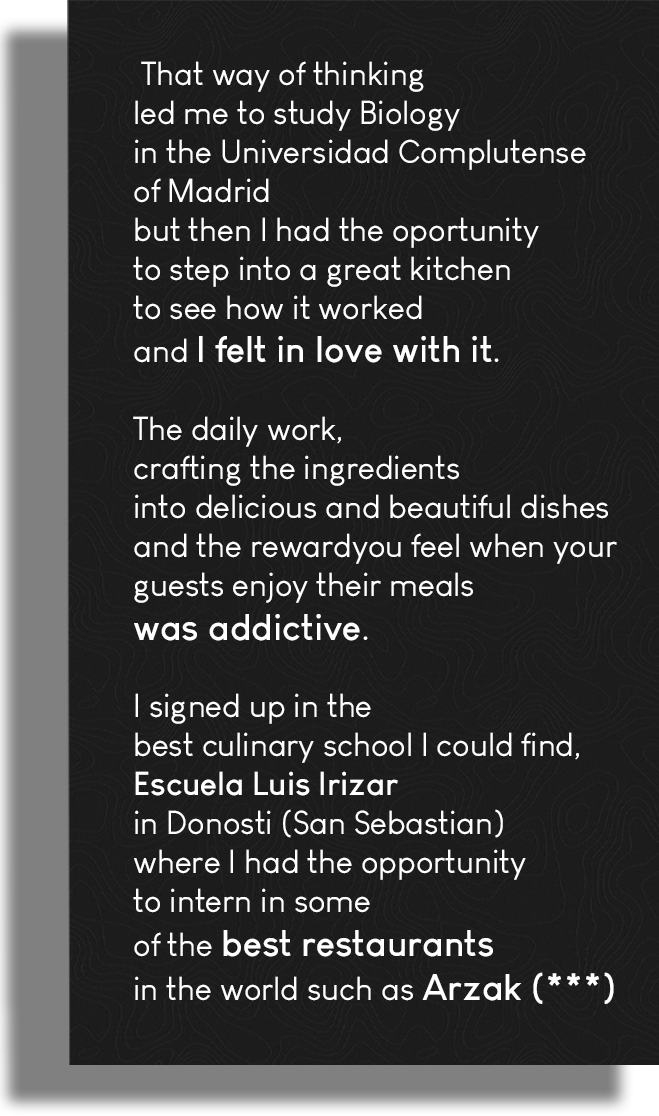 That way of thinking
led me to study Biology
in the Universidad Complutense
of Madrid
but then I had the oportunity
to step into a great kitchen
to see how it worked
and I felt in love with it.
The daily work,
crafting the ingredients
into delicious and beautiful dishes
and the rewardyou feel when your
guests enjoy their meals
was addictive.
I signed up in the
best culinary school I could find,
Escuela Luis Irizar
in Donosti (San Sebastian)
where I had the opportunity
to intern in some
of the best restaurants
in the world such as Arzak (***)